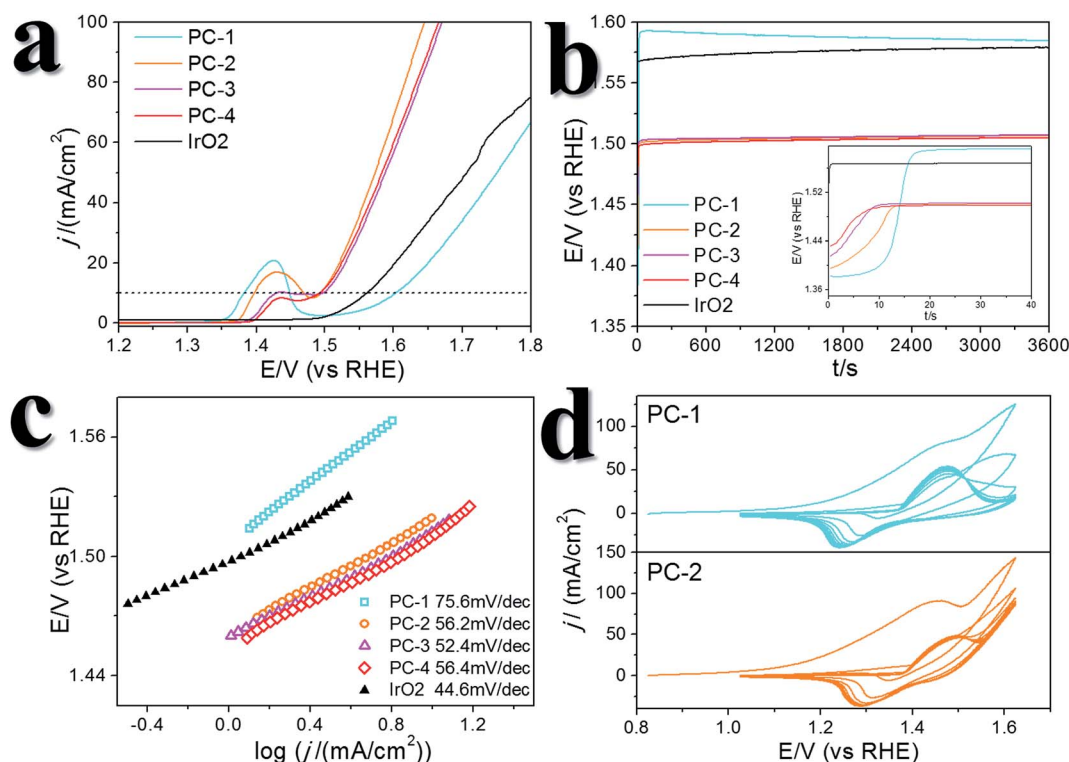 a
100
80
60
40
20
0
j /(mA/cm²)
PC-1
PC-2
PC-3
PC-4
IrO2
1.2 1.3 1.4 1.5 1.6 1.7 1.8
E/V (vs RHE)
b
1.60
1.55
1.50
1.45
1.40
1.35
E/V (vs RHE)
PC-1
PC-2
PC-3
PC-4
IrO2
1.52
1.44
1.36
E/V (vs RHE)
0 10 20 30 40
t/s
0 600 1200 1800 2400 3000 3600
t/s
c
1.56
1.50
1.44
E/V (vs RHE)
PC-1 75.6mV/dec
PC-2 56.2mV/dec
PC-3 52.4mV/dec
PC-4 56.4mV/dec
IrO2 44.6mV/dec
-0.4 0.0 0.4 0.8 1.2
log (j /(mA/cm²))
d
PC-1
100
50
0
150
PC-2
100
50
0
j / (mA/cm²)
0.8 1.0 1.2 1.4 1.6
E/V (vs RHE)